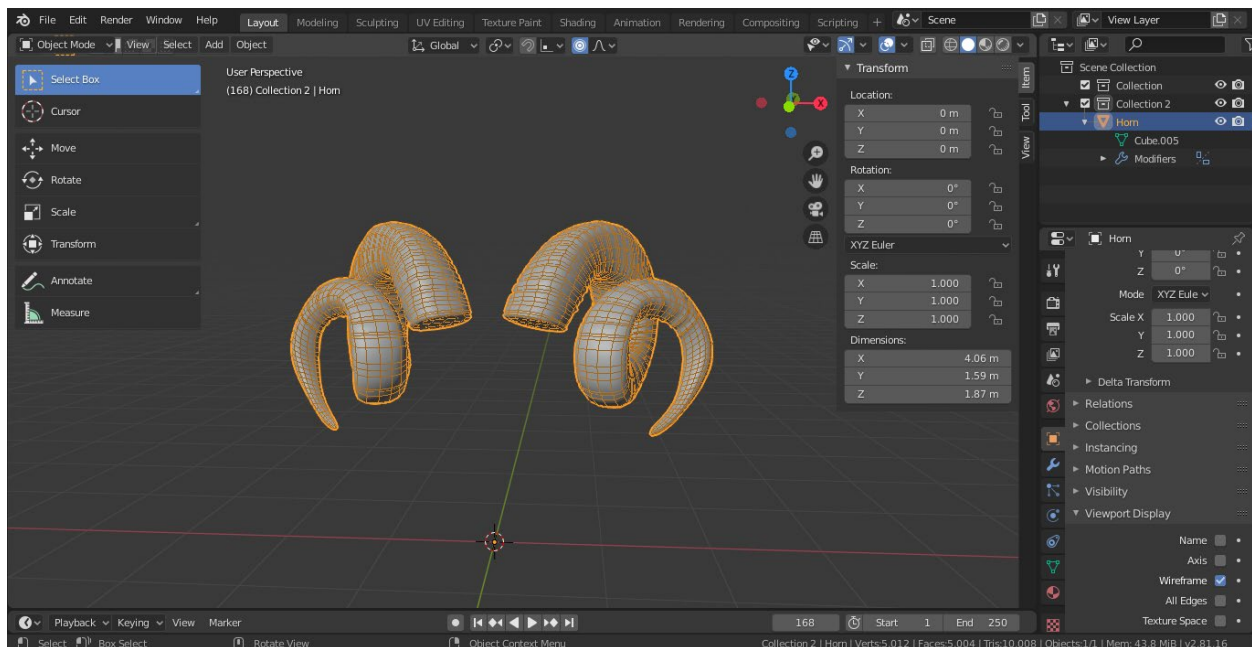 File Edit Render Window Help Layout Modeling Sculpting UV Editing Texture Paint Shading Animation Rendering Compositing Scripting + Scene View Layer
Object Mode View Select Add Object Global
Select Box
Cursor
Move
Rotate
Scale
Transform
Annotate
Measure
User Perspective
(168) Collection 2 | Horn
Z
X
Transform
Location:
X 0 m
Y 0 m
Z 0 m
Rotation:
X 0°
Y 0°
Z 0°
XYZ Euler
Scale:
X 1.000
Y 1.000
Z 1.000
Dimensions:
X 4.06 m
Y 1.59 m
Z 1.87 m
Item
Tool
View
Scene Collection
Collection
Collection 2
Horn
Cube.005
Modifiers
Horn
Y 0°
Z 0°
Mode XYZ Eule
Scale X 1.000
Y 1.000
Z 1.000
Delta Transform
Relations
Collections
Instancing
Motion Paths
Visibility
Viewport Display
Name
Axis
Wireframe
All Edges
Texture Space
Playback Keying View Marker 168 Start 1 End 250
Select Box Select Rotate View Object Context Menu Collection 2 | Horn | Verts:5.012 | Faces:5.004 | Tris:10.008 | Objects:1/1 | Mem: 43.8 MiB | v2.81.16